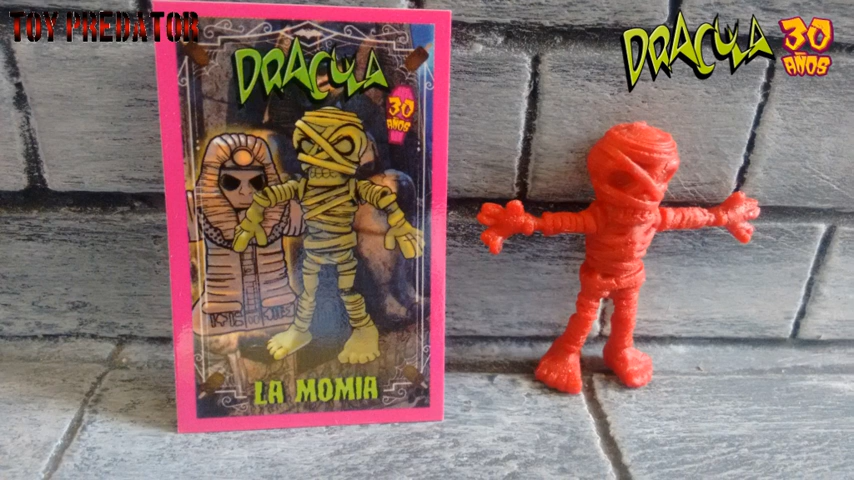 TOY PREDATOR
DRACULA
30
AÑOS
DRACULA
30
AÑOS
LA MOMIA